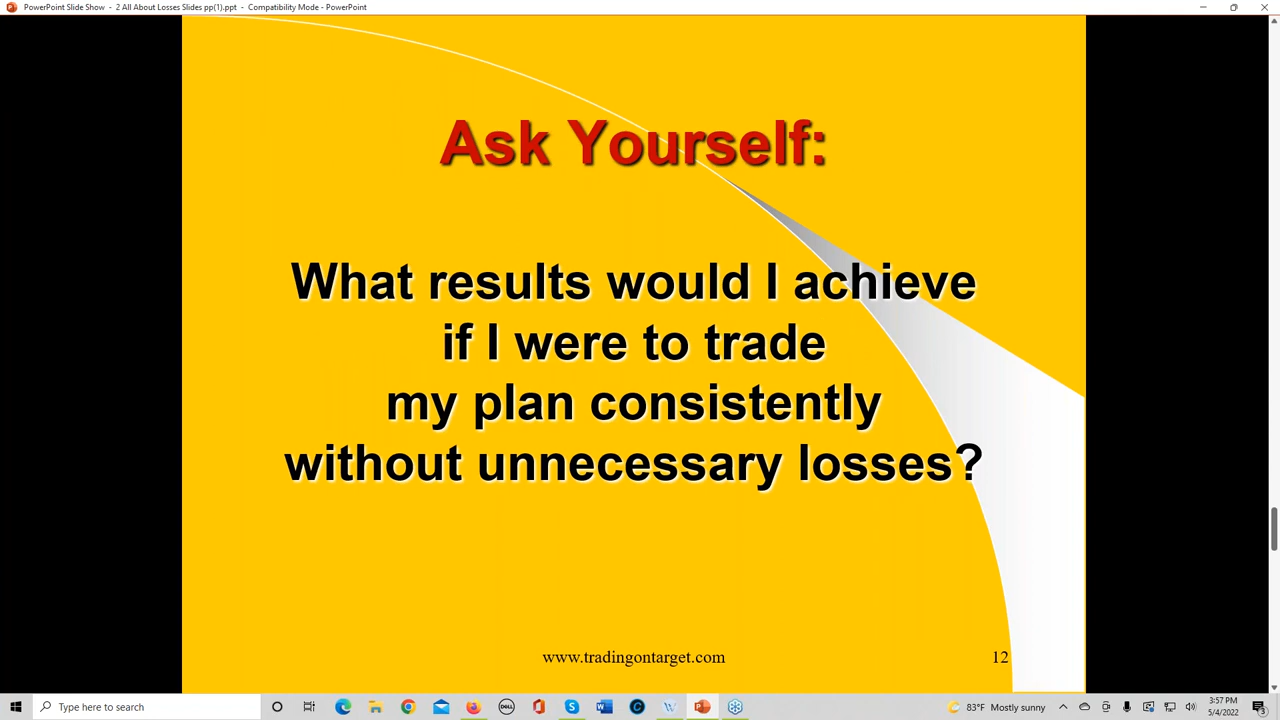 PowerPoint Slide Show - 2 All About Losses Slides pp(1).ppt - Compatibility Mode - PowerPoint
Ask Yourself:
What results would I achieve
if I were to trade
my plan consistently
without unnecessary losses?
www.tradingontarget.com
12
Type here to search
DELL
83°F Mostly sunny
3:57 PM
5/4/2022
3